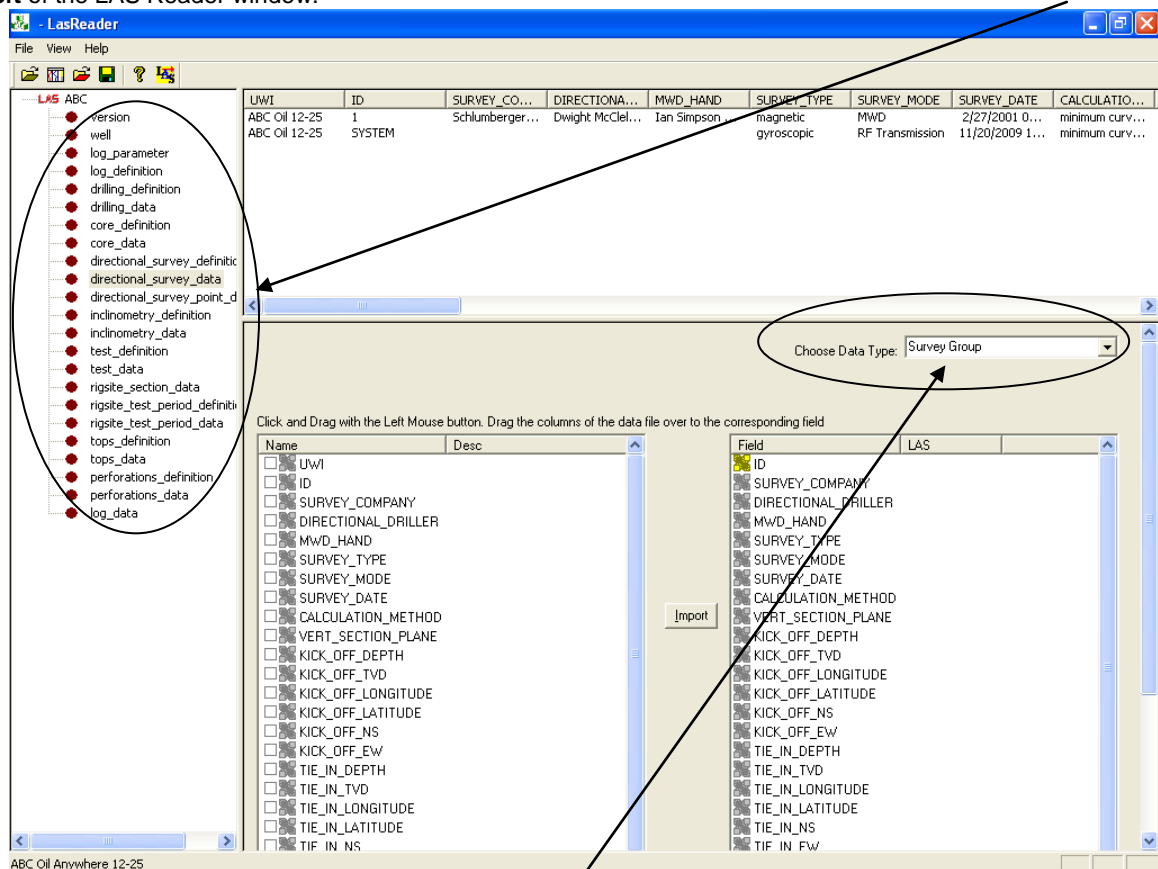 eft of the LAS Reader window.
- LasReader
File View Help
LAS ABC
version
well
log_parameter
log_definition
drilling_definition
drilling_data
core_definition
core_data
directional_survey_definitic
directional_survey_data
directional_survey_point_d
inclinometry_definition
inclinometry_data
test_definition
test_data
rigsite_section_data
rigsite_test_period_definiti
rigsite_test_period_data
tops_definition
tops_data
perforations_definition
perforations_data
log_data
UWI ID SURVEY_CO... DIRECTIONA... MWD_HAND SURVEY_TYPE SURVEY_MODE SURVEY_DATE CALCULATIO...
ABC Oil 12-25 1 Schlumberger... Dwight McClel... Ian Simpson ... magnetic MWD 2/27/2001 0... minimum curv...
ABC Oil 12-25 SYSTEM gyroscopic RF Transmission 11/20/2009 1... minimum curv...
Choose Data Type: Survey Group
Click and Drag with the Left Mouse button. Drag the columns of the data file over to the corresponding field
Name Desc
UWI
ID
SURVEY_COMPANY
DIRECTIONAL_DRILLER
MWD_HAND
SURVEY_TYPE
SURVEY_MODE
SURVEY_DATE
CALCULATION_METHOD
VERT_SECTION_PLANE
KICK_OFF_DEPTH
KICK_OFF_TVD
KICK_OFF_LONGITUDE
KICK_OFF_LATITUDE
KICK_OFF_NS
KICK_OFF_EW
TIE_IN_DEPTH
TIE_IN_TVD
TIE_IN_LONGITUDE
TIE_IN_LATITUDE
TIE_IN_NS
Import
Field LAS
ID
SURVEY_COMPANY
DIRECTIONAL_DRILLER
MWD_HAND
SURVEY_TYPE
SURVEY_MODE
SURVEY_DATE
CALCULATION_METHOD
VERT_SECTION_PLANE
KICK_OFF_DEPTH
KICK_OFF_TVD
KICK_OFF_LONGITUDE
KICK_OFF_LATITUDE
KICK_OFF_NS
KICK_OFF_EW
TIE_IN_DEPTH
TIE_IN_TVD
TIE_IN_LONGITUDE
TIE_IN_LATITUDE
TIE_IN_NS
TIE_IN_EW
ABC Oil Anywhere 12-25